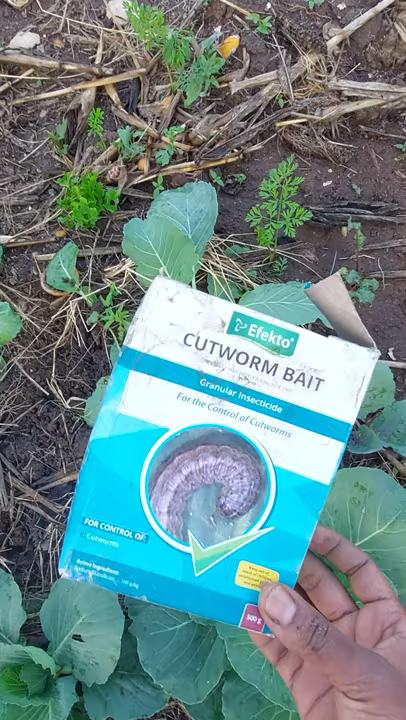 Efekto®
CUTWORM BAIT
Granular Insecticide
For the Control of Cutworms
FOR CONTROL OF:
Cutworms
Active Ingredient:
500 g